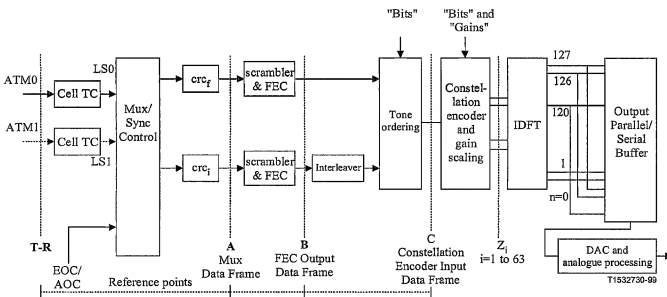 "Bits"
"Bits" and
"Gains"
ATM0
Cell TC
LS0
ATM1
Cell TC
LS1
Mux/
Sync
Control
crcf
crci
scrambler
& FEC
scrambler
& FEC
Interleaver
Tone
ordering
Constel-
lation
encoder
and
gain
scaling
IDFT
127
126
120
1
n=0
Output
Parallel/
Serial
Buffer
T-R
EOC/
AOC
A
Mux
Data Frame
B
FEC Output
Data Frame
C
Constellation
Encoder Input
Data Frame
Zi
i=1 to 63
DAC and
analogue processing
Reference points
T1532730-99